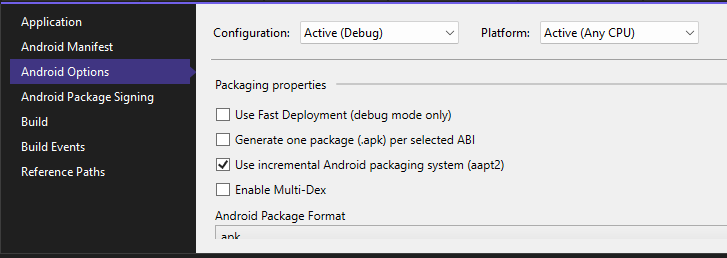 Application
Android Manifest
Android Options
Android Package Signing
Build
Build Events
Reference Paths
Configuration: Active (Debug) Platform: Active (Any CPU)
Packaging properties
Use Fast Deployment (debug mode only)
Generate one package (.apk) per selected ABI
Use incremental Android packaging system (aapt2)
Enable Multi-Dex
Android Package Format
apk